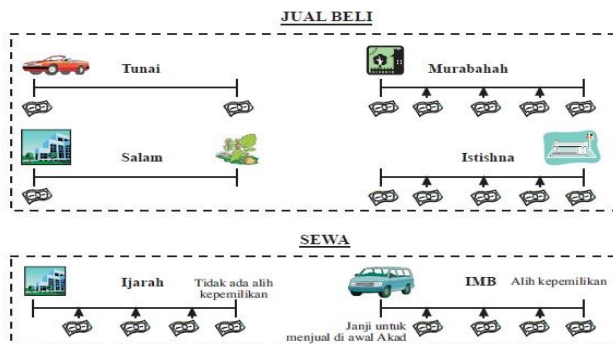 JUAL BELI
Tunai
Murabahah
Salam
Istishna
SEWA
Ijarah
Tidak ada alih
kepemilikan
IMB
Alih kepemilikan
Janji untuk
menjual di awal Akad